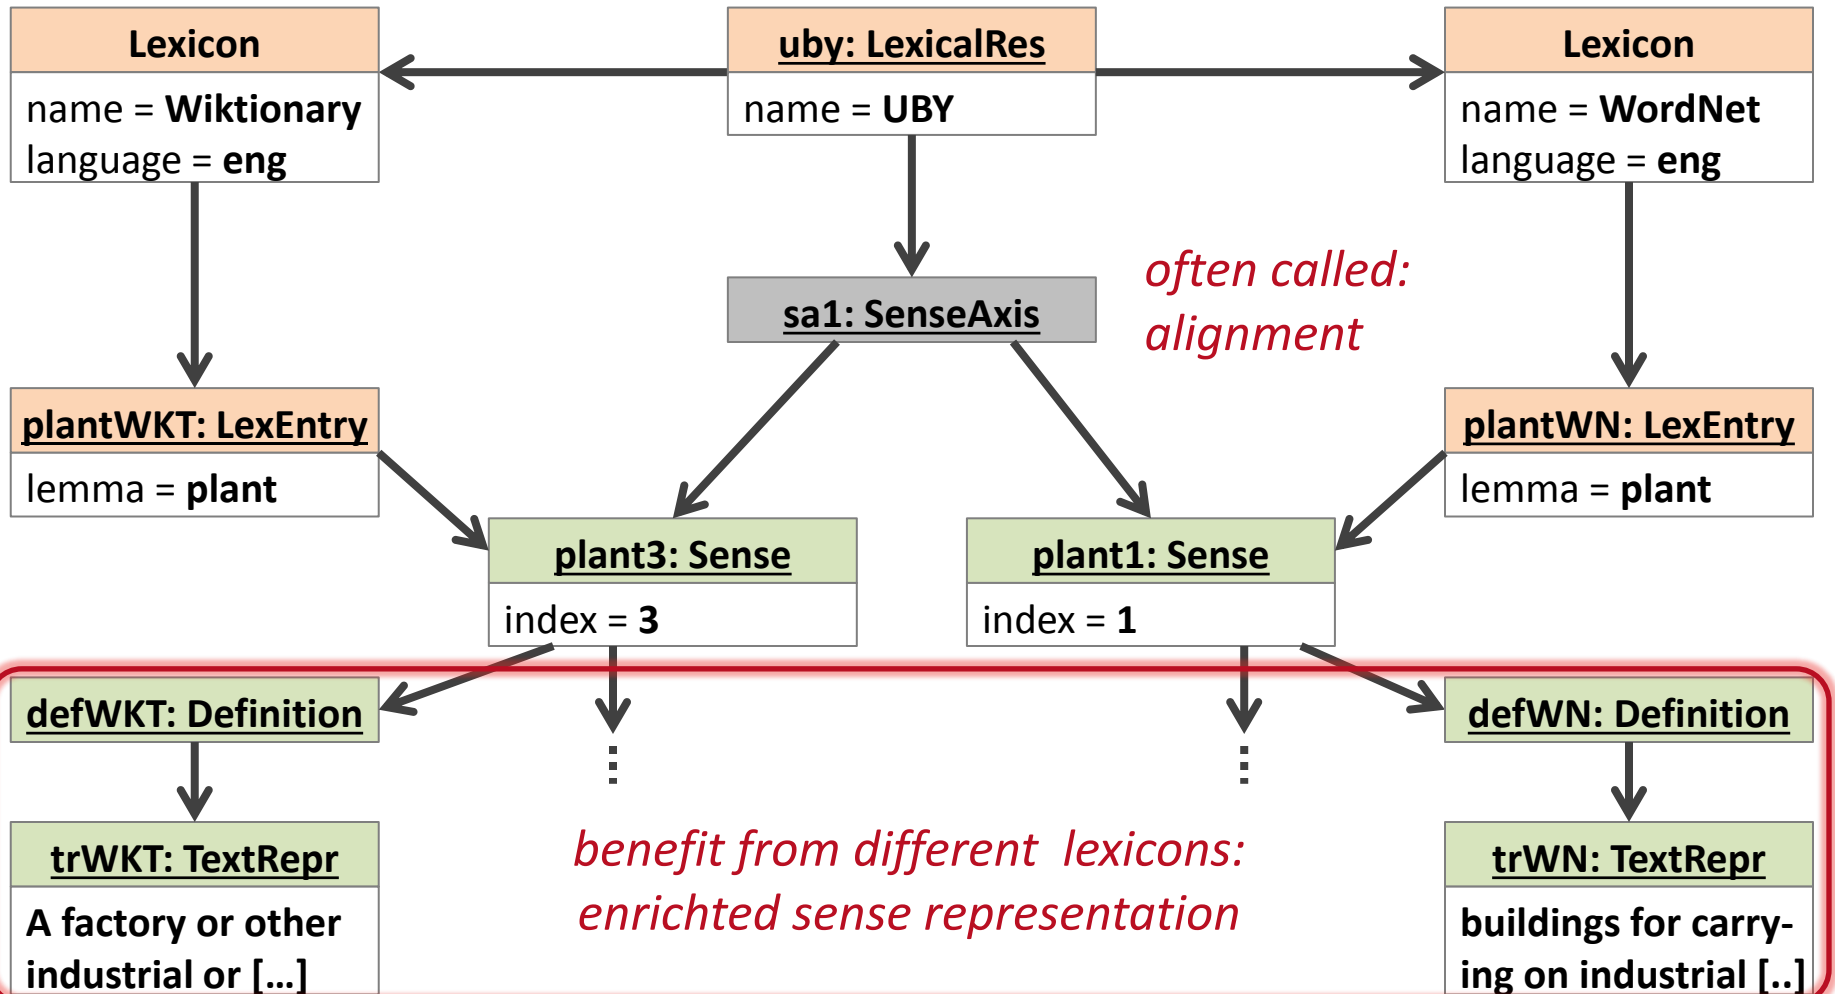 Lexicon
name = Wiktionary
language = eng
uby: LexicalRes
name = UBY
Lexicon
name = WordNet
language = eng
sa1: SenseAxis
often called:
alignment
plantWKT: LexEntry
lemma = plant
plantWN: LexEntry
lemma = plant
plant3: Sense
index = 3
plant1: Sense
index = 1
defWKT: Definition
defWN: Definition
trWKT: TextRepr
A factory or other
industrial or […]
benefit from different  lexicons:
enriched sense representation
trWN: TextRepr
buildings for carry-
ing on industrial [..]